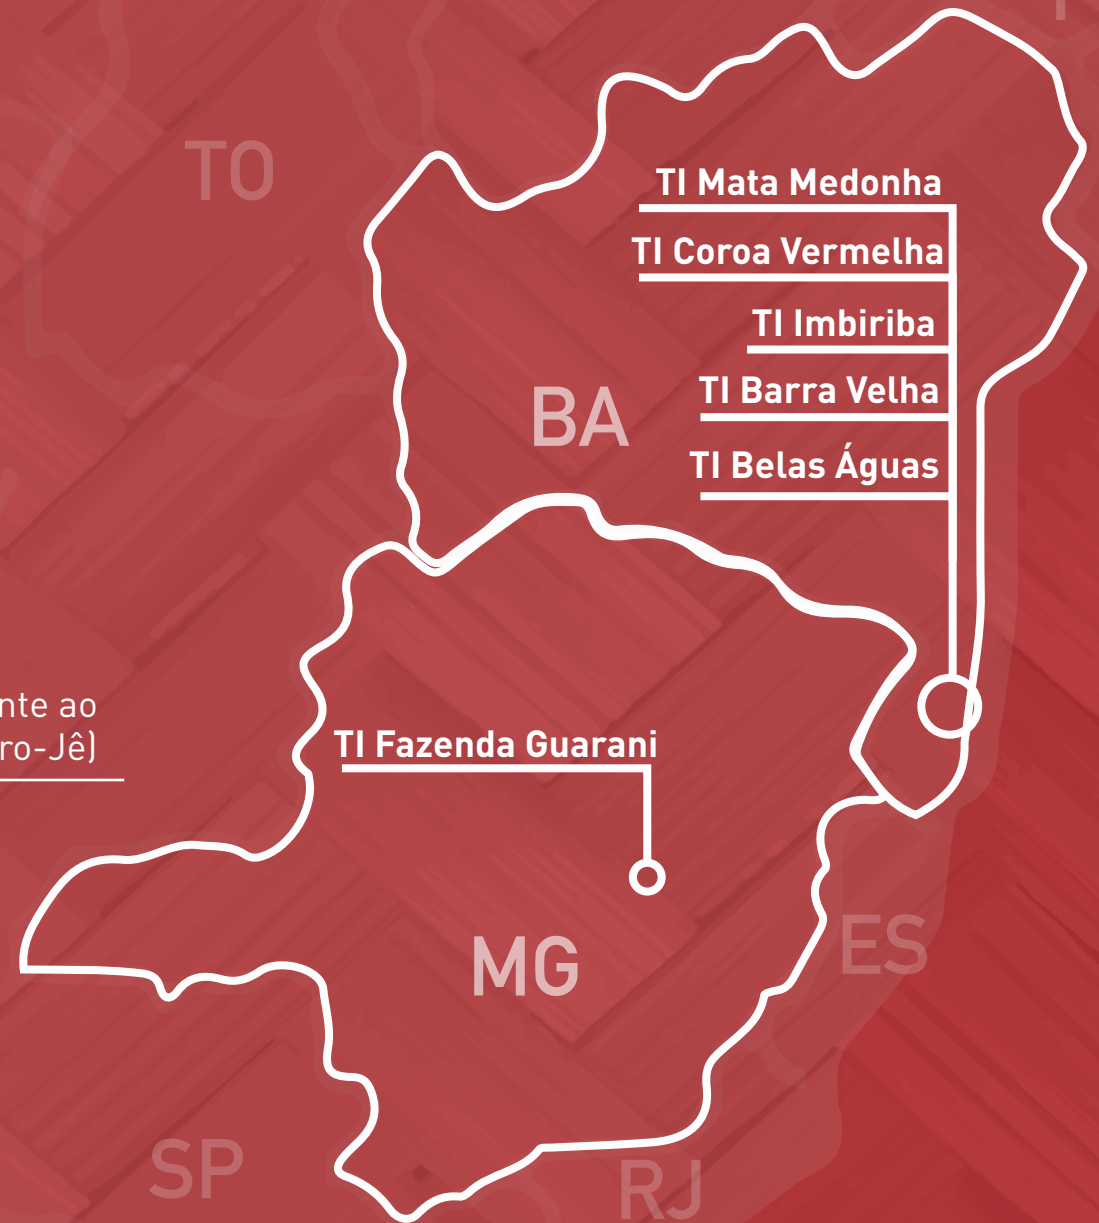 TO
TI Mata Medonha
TI Coroa Vermelha
TI Imbiriba
TI Barra Velha
TI Belas Águas
BA
nte ao
ro-Jê)
TI Fazenda Guarani
MG
ES
SP
RJ